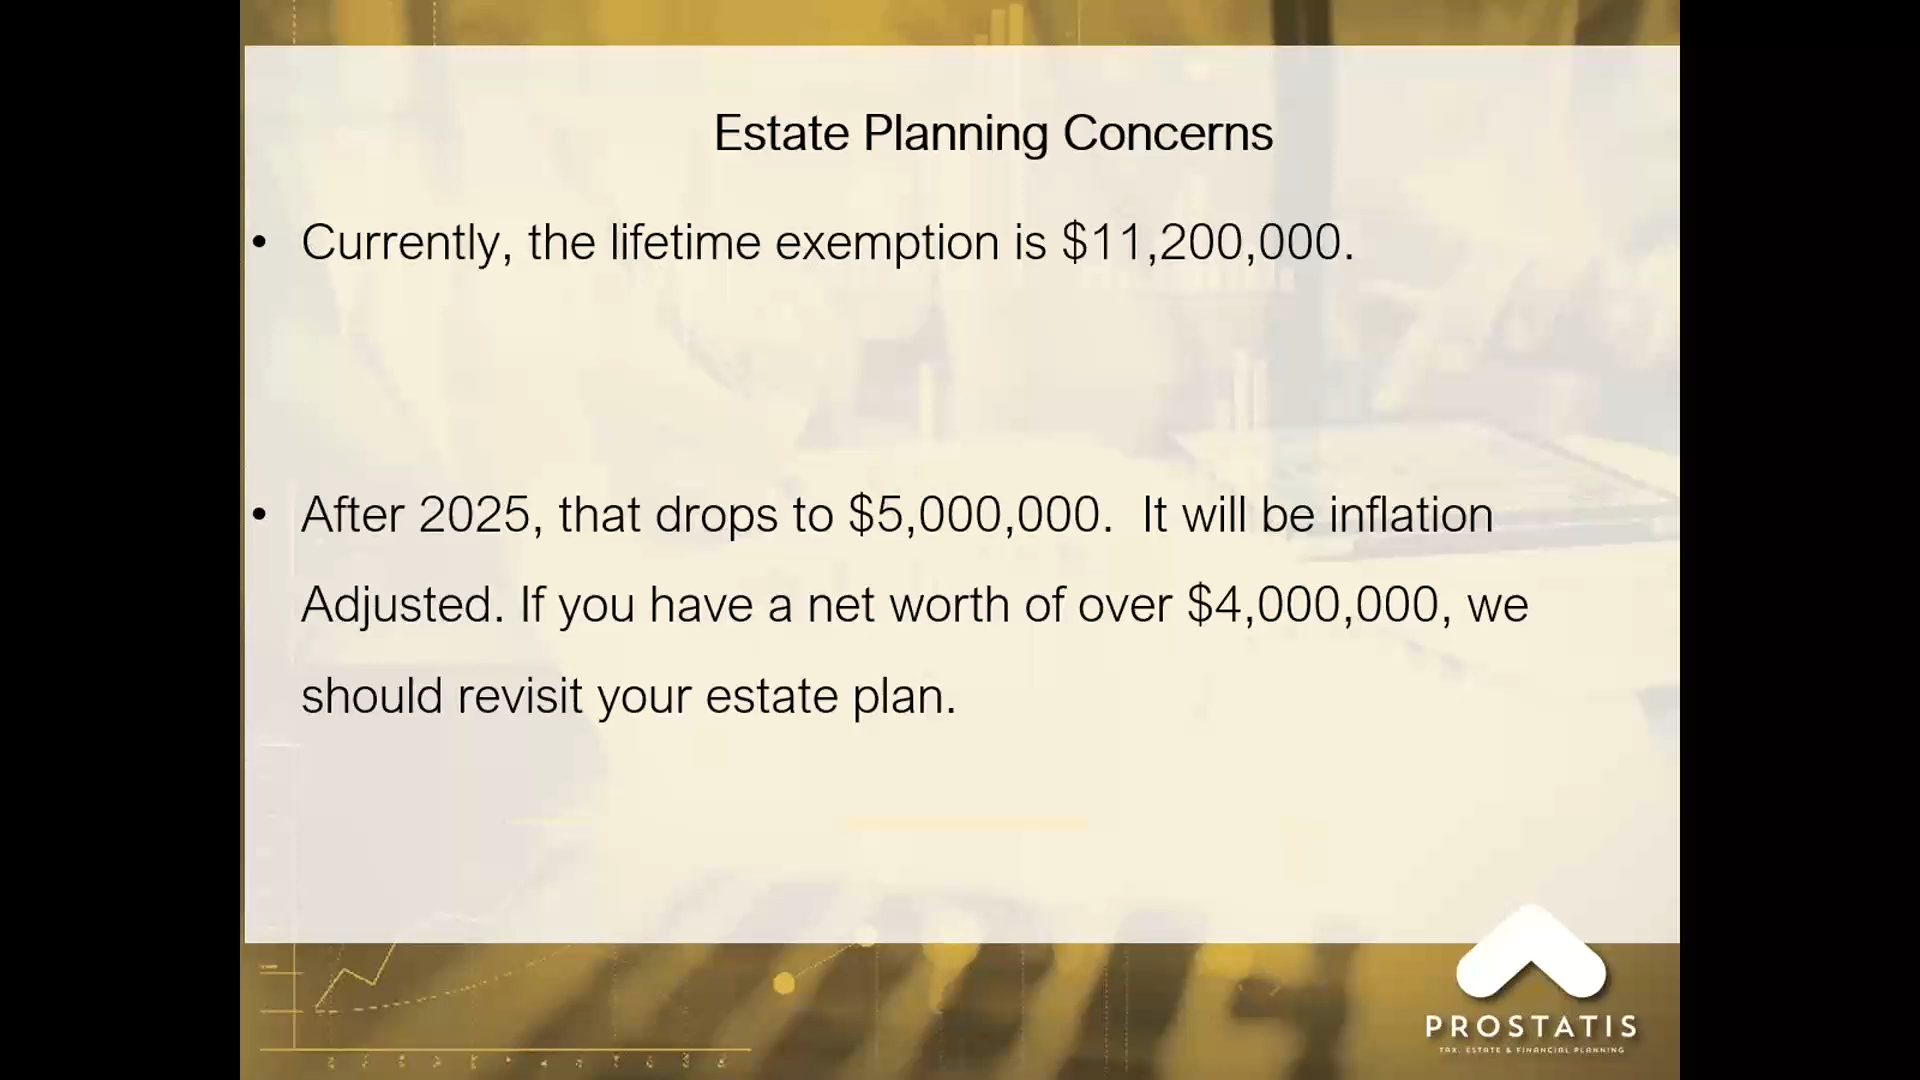 Estate Planning Concerns
• Currently, the lifetime exemption is $11,200,000.
• After 2025, that drops to $5,000,000. It will be inflation
Adjusted. If you have a net worth of over $4,000,000, we
should revisit your estate plan.
PROSTATIS
TAX, ESTATE & FINANCIAL PLANNING